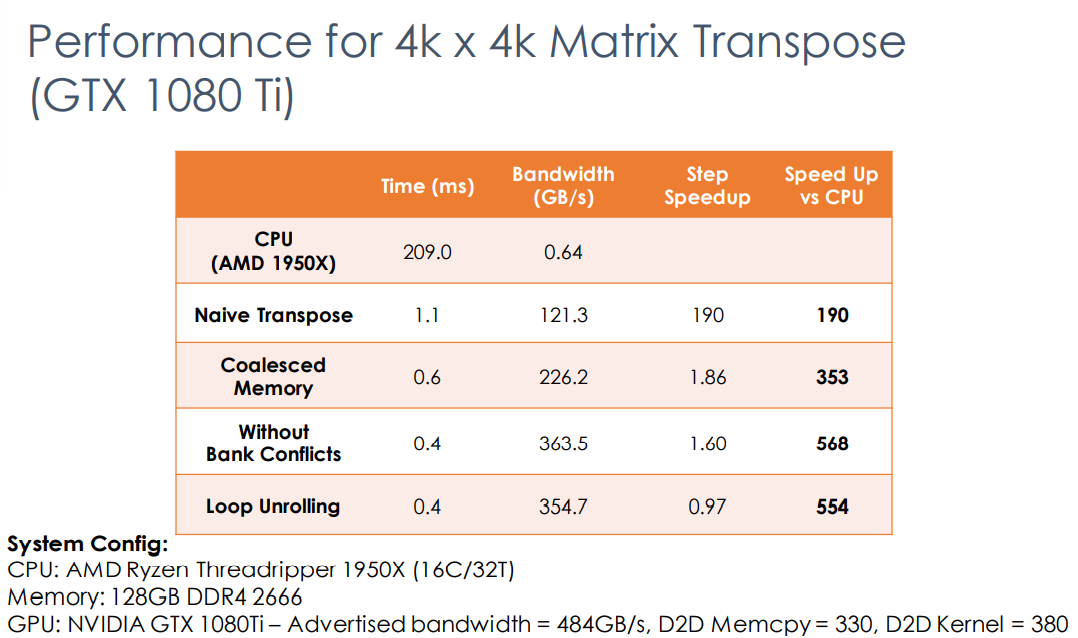 Performance for 4k x 4k Matrix Transpose
(GTX 1080 Ti)
Time (ms) Bandwidth (GB/s) Step Speedup Speed Up vs CPU
CPU (AMD 1950X) 209.0 0.64
Naive Transpose 1.1 121.3 190 190
Coalesced Memory 0.6 226.2 1.86 353
Without Bank Conflicts 0.4 363.5 1.60 568
Loop Unrolling 0.4 354.7 0.97 554
System Config:
CPU: AMD Ryzen Threadripper 1950X (16C/32T)
Memory: 128GB DDR4 2666
GPU: NVIDIA GTX 1080Ti – Advertised bandwidth = 484GB/s, D2D Memcpy = 330, D2D Kernel = 380